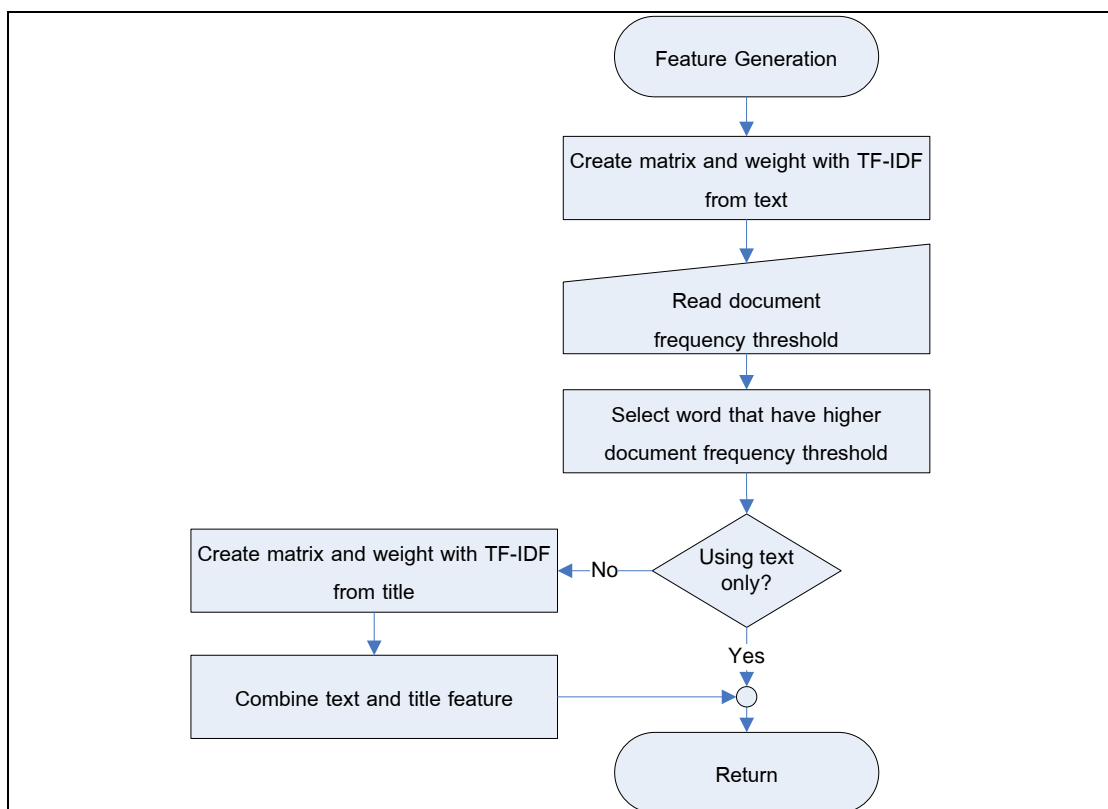 Feature Generation
Create matrix and weight with TF-IDF
from text
Read document
frequency threshold
Select word that have higher
document frequency threshold
Using text
only?
No
Create matrix and weight with TF-IDF
from title
Yes
Combine text and title feature
Return